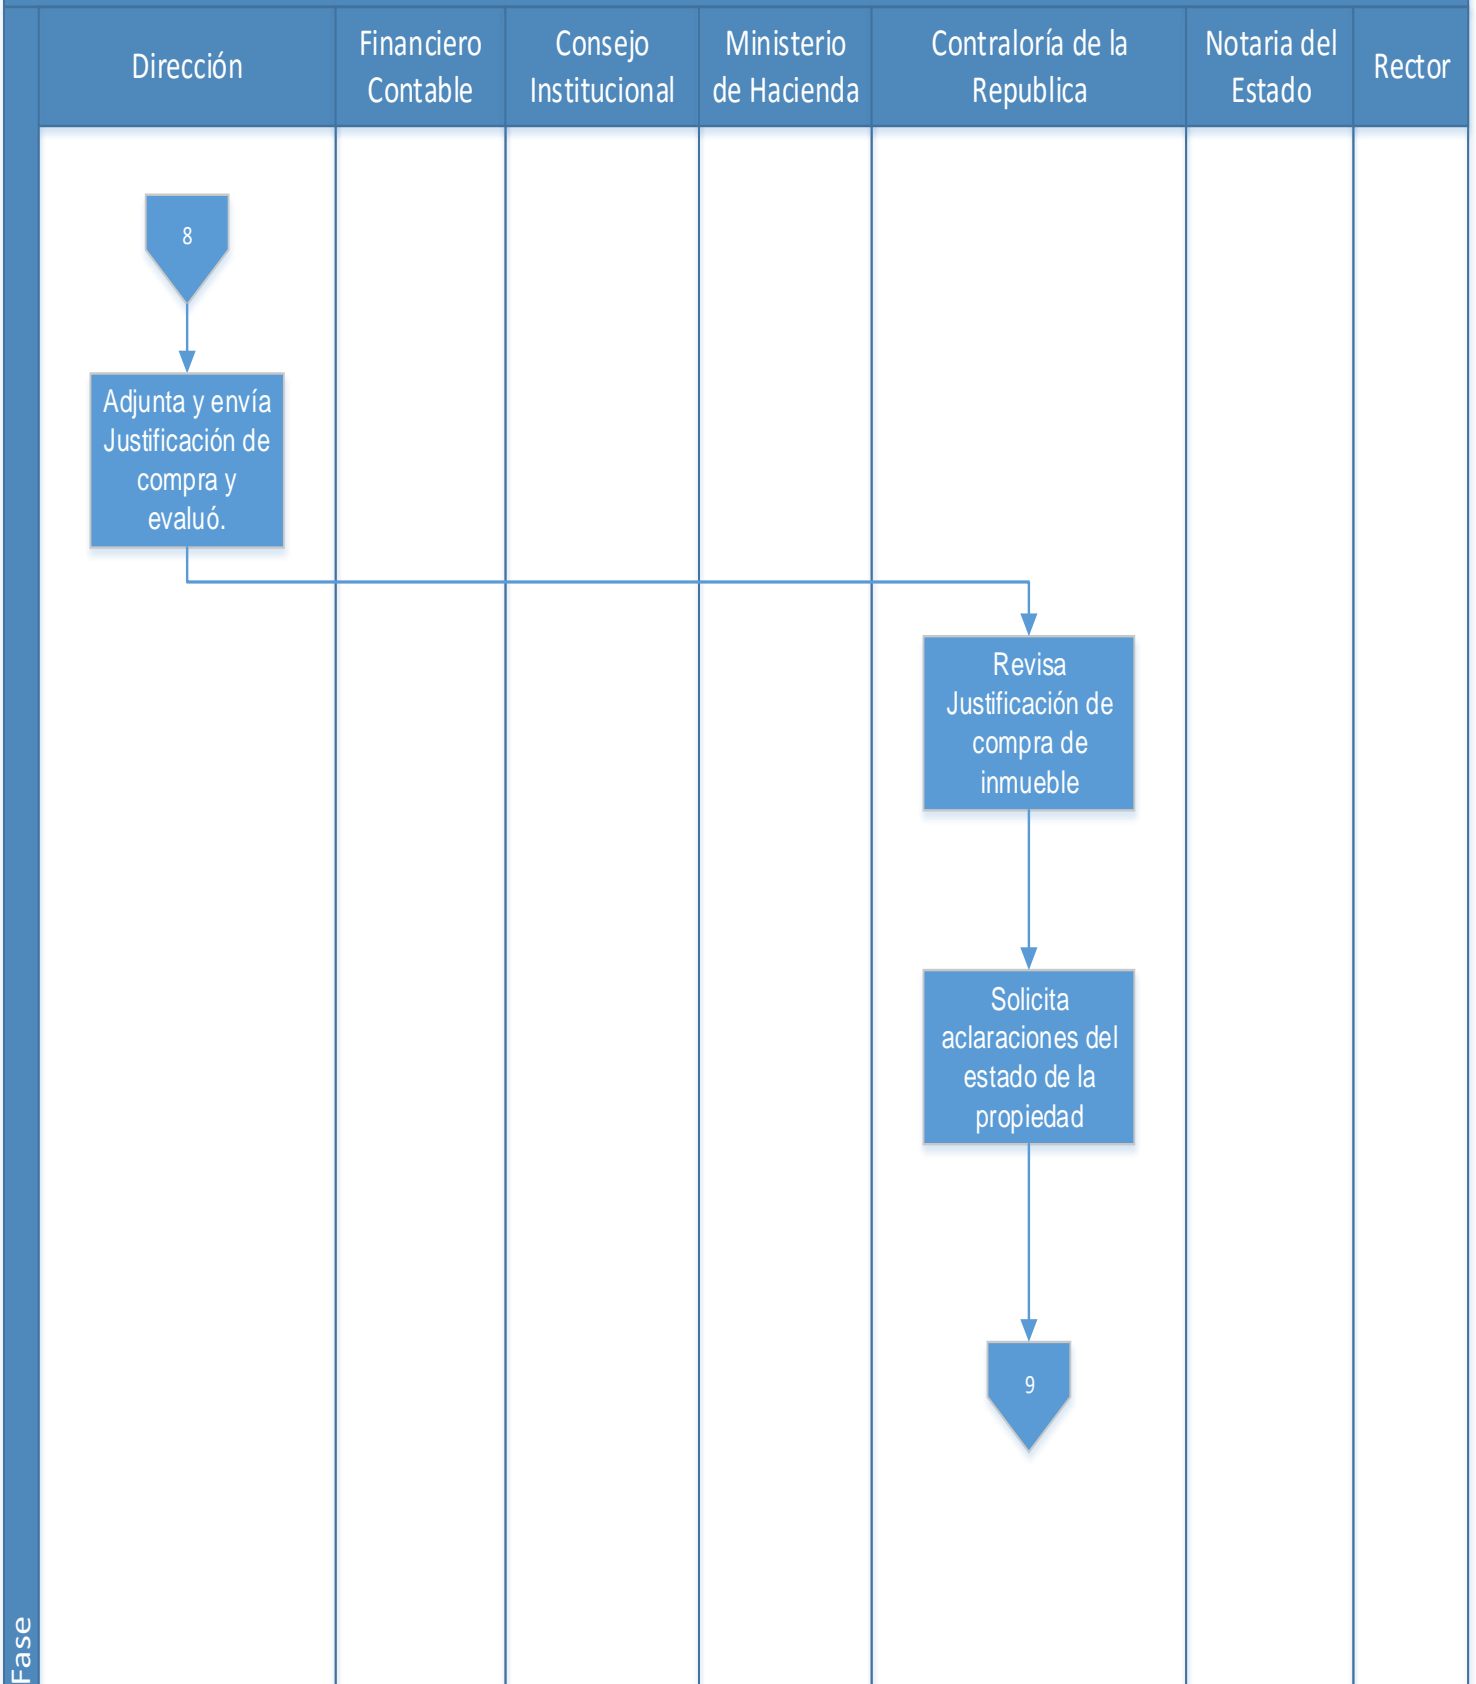 Dirección
Financiero
Contable
Consejo
Institucional
Ministerio
de Hacienda
Contraloría de la
Republica
Notaria del
Estado
Rector
8
Adjunta y envía
Justificación de
compra y
evaluó.
Revisa
Justificación de
compra de
inmueble
Solicita
aclaraciones del
estado de la
propiedad
9
Fase